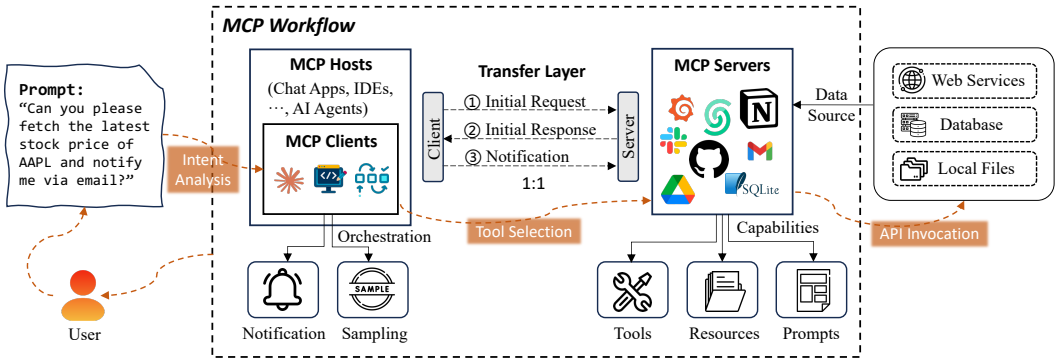 MCP Workflow
Prompt:
“Can you please
fetch the latest
stock price of
AAPL and notify
me via email?”
User
Intent
Analysis
MCP Hosts
(Chat Apps, IDEs,
…, AI Agents)
MCP Clients
Orchestration
Notification
SAMPLE
Sampling
Transfer Layer
Client
① Initial Request
② Initial Response
③ Notification
1:1
Server
Tool Selection
MCP Servers
SQLite
Capabilities
Tools
Resources
Prompts
Data
Source
API Invocation
Web Services
Database
Local Files